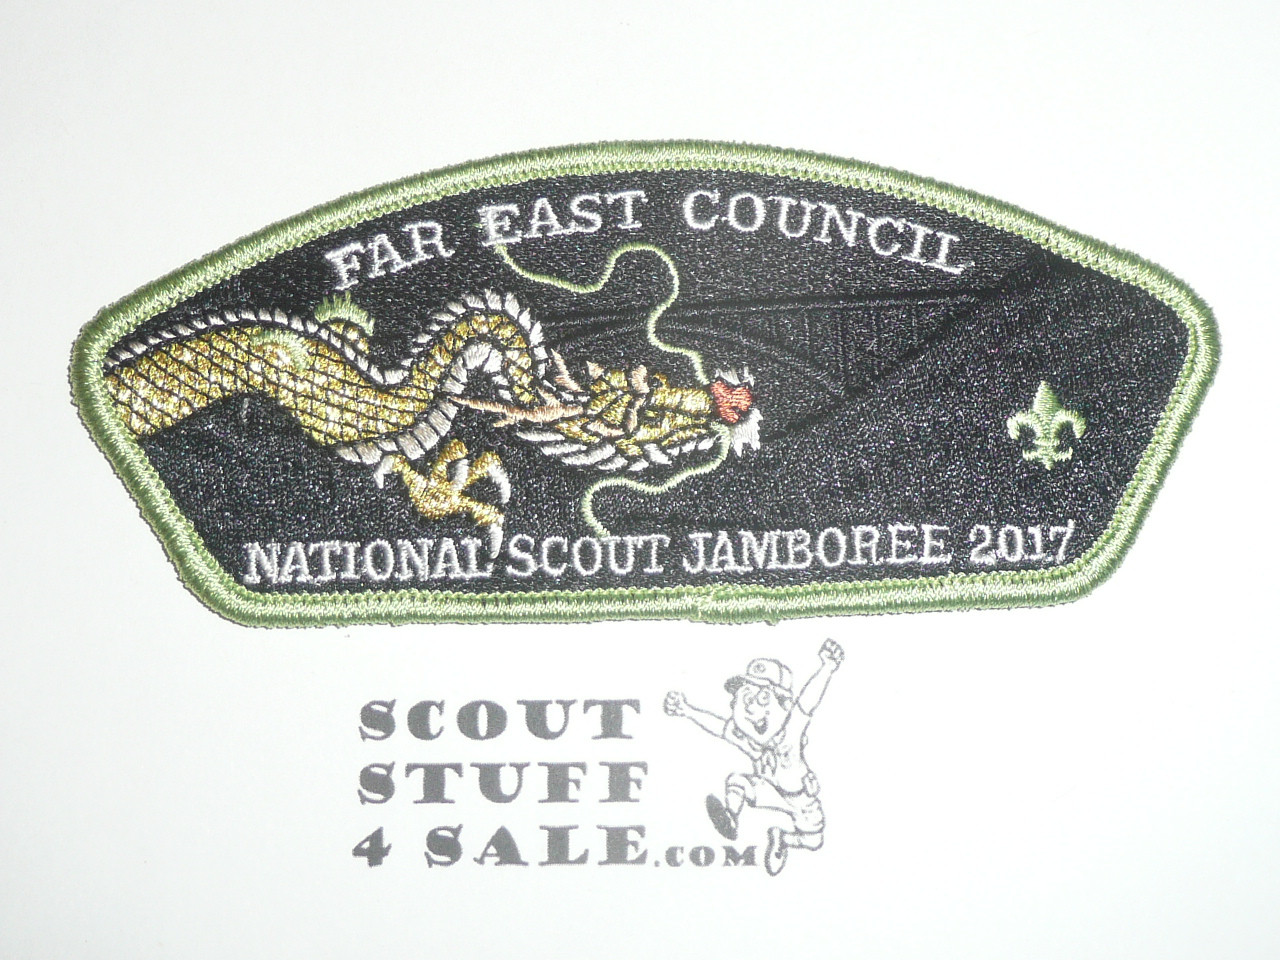 FAR EAST COUNCIL
NATIONAL SCOUT JAMBOREE 2017
SCOUT
STUFF
4 SALE.COM